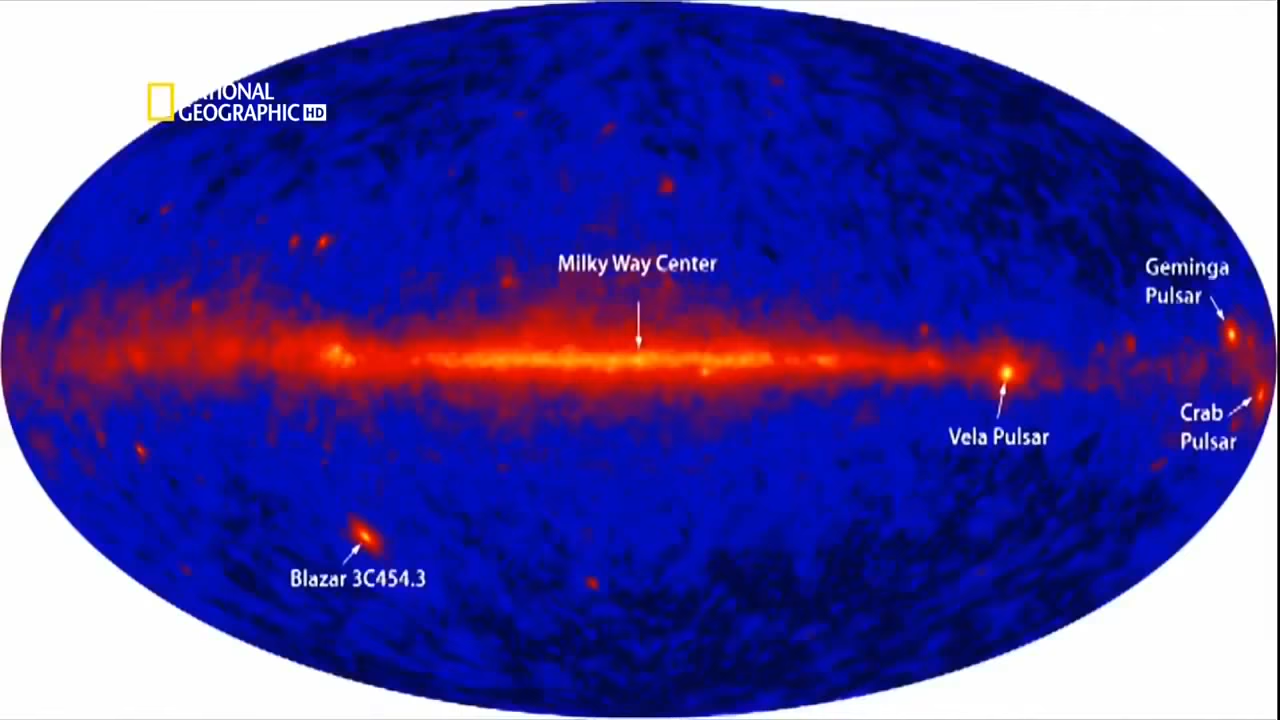 NATIONAL
GEOGRAPHIC HD
Milky Way Center
Geminga
Pulsar
Crab
Pulsar
Vela Pulsar
Blazar 3C454.3